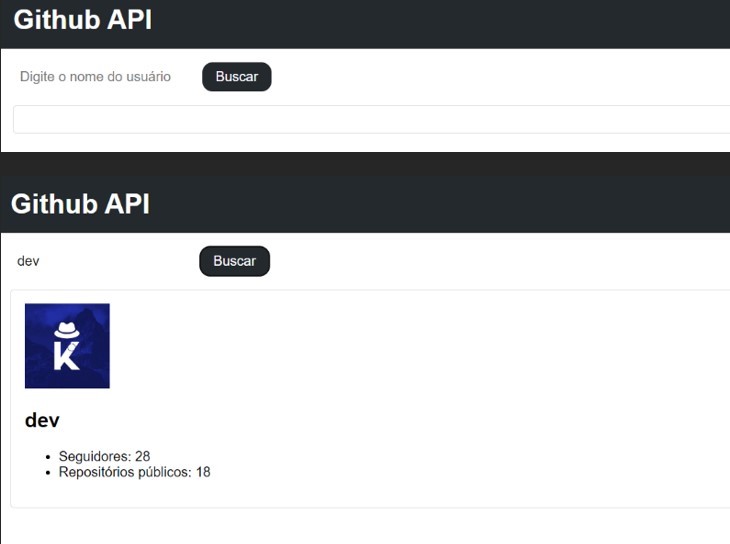 Github API
Digite o nome do usuário Buscar
Github API
dev Buscar
K
dev
Seguidores: 28
Repositórios públicos: 18